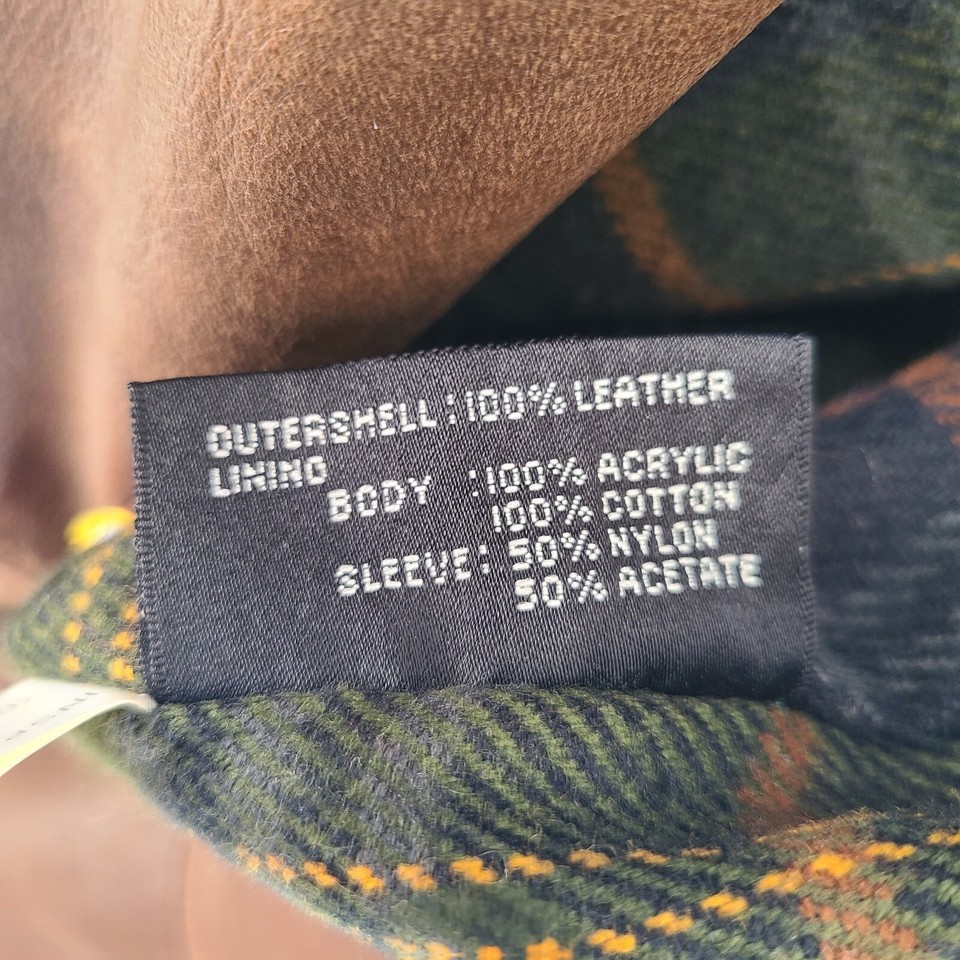 OUTERSHELL : 100% LEATHER
LINING
BODY : 100% ACRYLIC
100% COTTON
SLEEVE : 50% NYLON
50% ACETATE